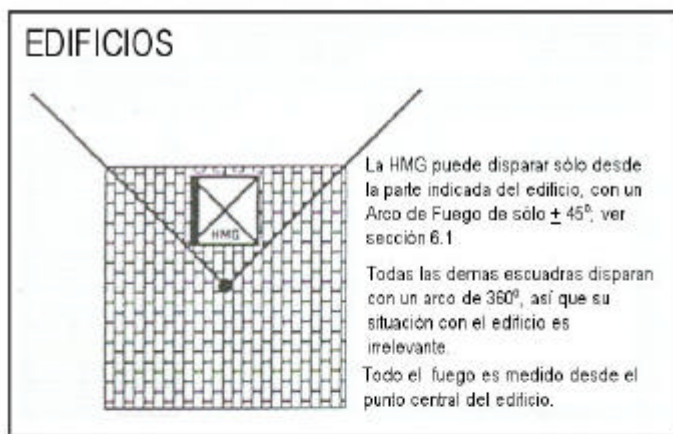 EDIFICIOS
HMG
La HMG puede disparar sólo desde
la parte indicada del edificio, con un
Arco de Fuego de sólo ± 45º, ver
sección 6.1
Todas las demas escuadras disparan
con un arco de 360º, así que su
situación con el edificio es
irrelevante.
Todo el fuego es medido desde el
punto central del edificio.